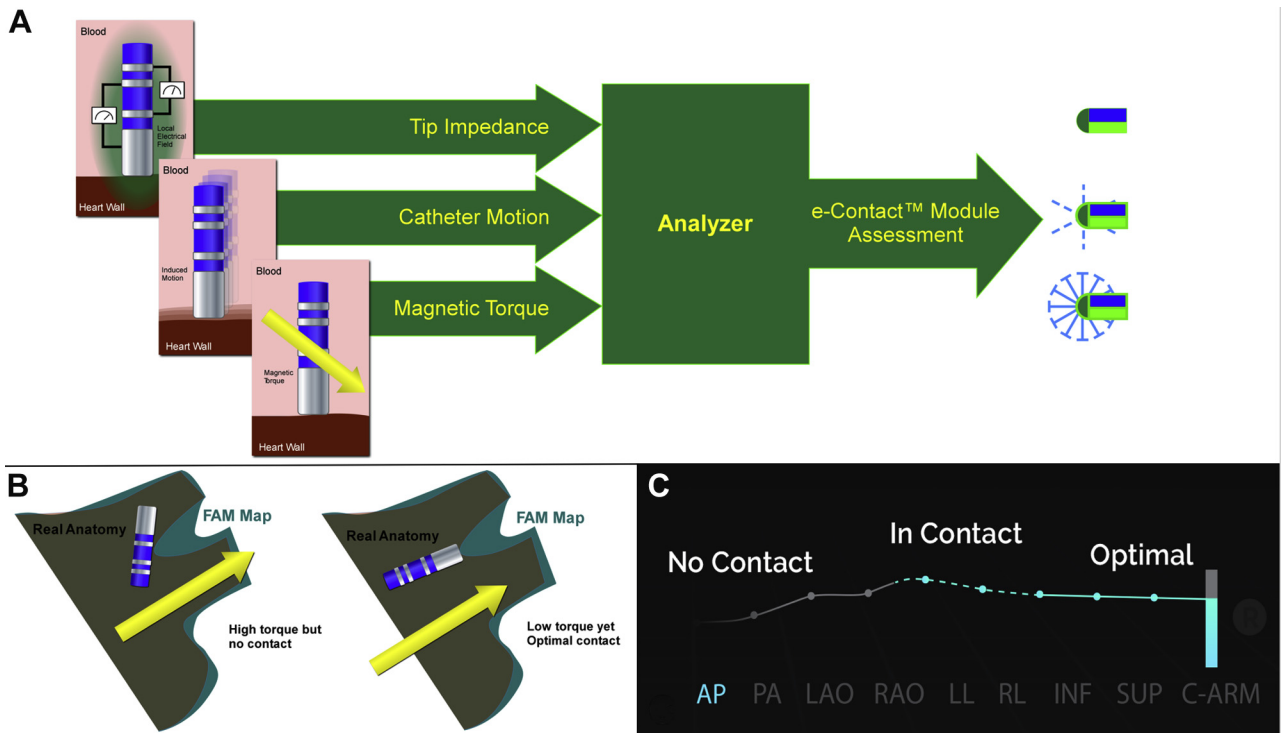 A
Blood
Local
Electrical
Field
Heart Wall
Blood
Induced
Motion
Heart Wall
Blood
Magnetic
Torque
Heart Wall
Tip Impedance
Catheter Motion
Magnetic Torque
Analyzer
e-Contact™ Module
Assessment
B
Real Anatomy
FAM Map
High torque but
no contact
Real Anatomy
FAM Map
Low torque yet
Optimal contact
C
No Contact
In Contact
Optimal
R
AP PA LAO RAO LL RL INF SUP C-ARM